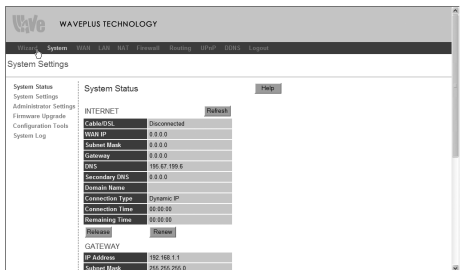 Wave WAVEPLUS TECHNOLOGY
Wizard System WAN LAN NAT Firewall Routing UPnP DDNS Logout
System Settings
System Status
System Settings
Administrator Settings
Firmware Upgrade
Configuration Tools
System Log
System Status Help
INTERNET Refresh
Cable/DSL Disconnected
WAN IP 0.0.0.0
Subnet Mask 0.0.0.0
Gateway 0.0.0.0
DNS 195.67.199.6
Secondary DNS 0.0.0.0
Domain Name
Connection Type Dynamic IP
Connection Time 00:00:00
Remaining Time 00:00:00
Release Renew
GATEWAY
IP Address 192.168.1.1
Subnet Mask 255.255.255.0